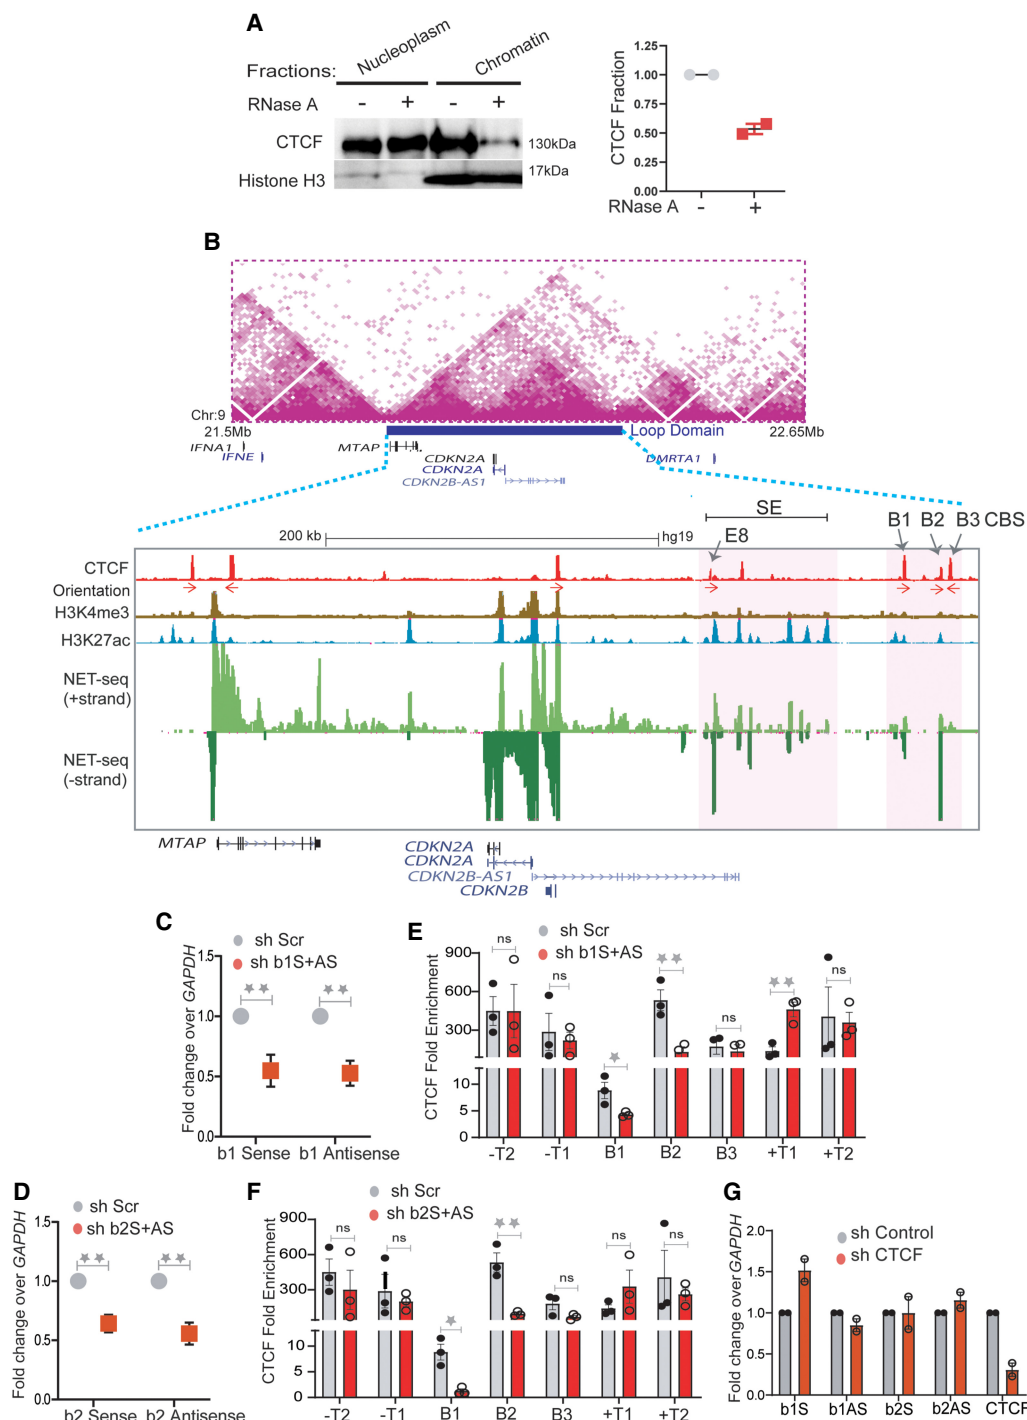 A
Fractions: Nucleoplasm Chromatin
RNase A - + - +
CTCF 130kDa
Histone H3 17kDa
CTCF Fraction
1.25
1.00
0.75
0.50
0.25
0.00
RNase A - +
B
Chr:9
21.5Mb Loop Domain 22.65Mb
IFNA1 MTAP
IFNE CDKN2A DMRTA1
CDKN2A
CDKN2B-AS1
SE
200 kb hg19 E8 B1 B2 B3 CBS
CTCF
Orientation
H3K4me3
H3K27ac
NET-seq
(+strand)
NET-seq
(-strand)
MTAP CDKN2A
CDKN2A
CDKN2B-AS1
CDKN2B
C
sh Scr
sh b1S+AS
Fold change over GAPDH
1.5
1.0
0.5
0.0
b1 Sense b1 Antisense
E
sh Scr
sh b1S+AS
CTCF Fold Enrichment
900
600
300
10
5
0
ns ns ns ns
-T2 -T1 B1 B2 B3 +T1 +T2
D
sh Scr
sh b2S+AS
Fold change over GAPDH
1.5
1.0
0.5
0.0
b2 Sense b2 Antisense
F
sh Scr
sh b2S+AS
CTCF Fold Enrichment
900
600
300
10
5
0
ns ns ns ns ns
-T2 -T1 B1 B2 B3 +T1 +T2
G
sh Control
sh CTCF
Fold change over GAPDH
2.0
1.5
1.0
0.5
0.0
b1S b1AS b2S b2AS CTCF